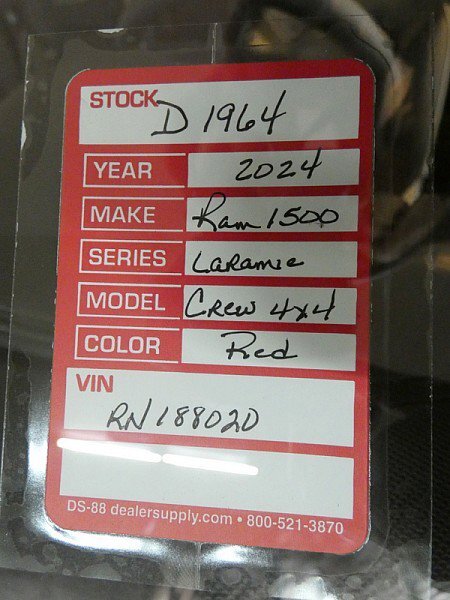 STOCK D 1964
YEAR 2024
MAKE Ram 1500
SERIES Laramie
MODEL Crew 4x4
COLOR Red
VIN
RN188020
DS-88 dealersupply.com • 800-521-3870